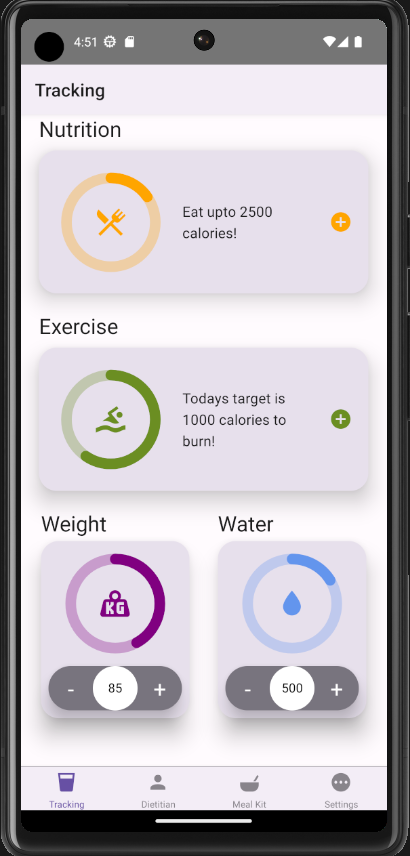 4:51
Tracking
Nutrition
Eat upto 2500
calories!
Exercise
Todays target is
1000 calories to
burn!
Weight
Water
KG
- 85 +
- 500 +
Tracking
Dietitian
Meal Kit
Settings